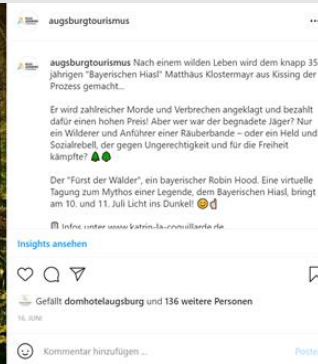 augsburgtourismus
augsburgtourismus Nach einem wilden Leben wird dem knapp 35
jährigen "Bayerischen Hiasl" Matthäus Klostermayr aus Kissing der
Prozess gemacht...
Er wird zahlreicher Morde und Verbrechen angeklagt und bezahlt
dafür einen hohen Preis! Aber wer war der begnadete Jäger? Nur
ein Wilderer und Anführer einer Räuberbande – oder ein Held und
Sozialrebell, der gegen Ungerechtigkeit und für die Freiheit
kämpfte? 🌲🌲
Der "Fürst der Wälder", ein bayerischer Robin Hood. Eine virtuelle
Tagung zum Mythos einer Legende, dem Bayerischen Hiasl, bringt
am 10. und 11. Juli Licht ins Dunkel! 😊☝
Infos unter www.katrin-la-coquillarde.de
Insights ansehen
Gefällt domhotelaugsburg und 136 weitere Personen
16. JUNI
Kommentar hinzufügen ...